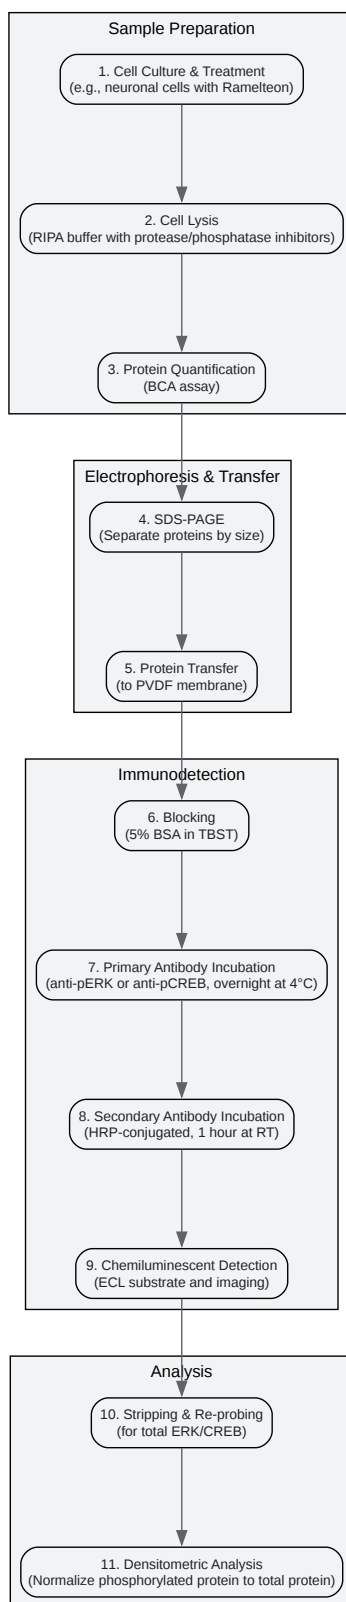 Sample Preparation
1. Cell Culture & Treatment
(e.g., neuronal cells with Ramelteon)
2. Cell Lysis
(RIPA buffer with protease/phosphatase inhibitors)
3. Protein Quantification
(BCA assay)
Electrophoresis & Transfer
4. SDS-PAGE
(Separate proteins by size)
5. Protein Transfer
(to PVDF membrane)
Immunodetection
6. Blocking
(5% BSA in TBST)
7. Primary Antibody Incubation
(anti-pERK or anti-pCREB, overnight at 4°C)
8. Secondary Antibody Incubation
(HRP-conjugated, 1 hour at RT)
9. Chemiluminescent Detection
(ECL substrate and imaging)
Analysis
10. Stripping & Re-probing
(for total ERK/CREB)
11. Densitometric Analysis
(Normalize phosphorylated protein to total protein)